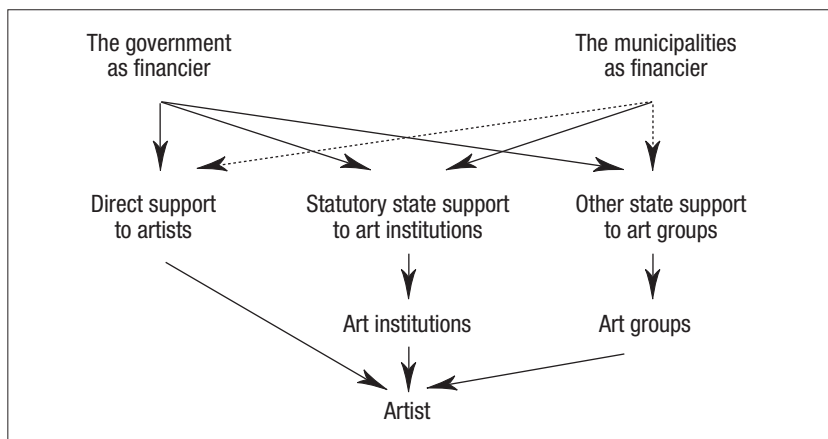 The government
as financier
The municipalities
as financier
Direct support
to artists
Statutory state support
to art institutions
Other state support
to art groups
Art institutions
Art groups
Artist